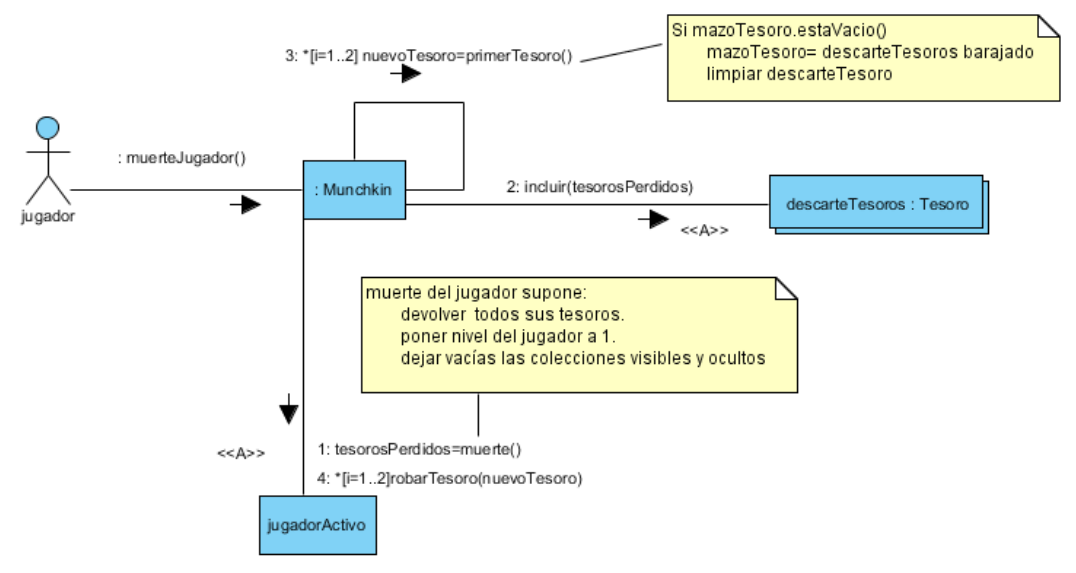 Si mazoTesoro.estaVacio()
mazoTesoro= descarteTesoros barajado
limpiar descarteTesoro
3: *[i=1..2] nuevoTesoro=primerTesoro()
: muerteJugador()
jugador
: Munchkin
2: incluir(tesorosPerdidos)
<<A>>
descarteTesoros : Tesoro
muerte del jugador supone:
devolver todos sus tesoros.
poner nivel del jugador a 1.
dejar vacías las colecciones visibles y ocultos
<<A>>
1: tesorosPerdidos=muerte()
4: *[i=1..2]robarTesoro(nuevoTesoro)
jugadorActivo